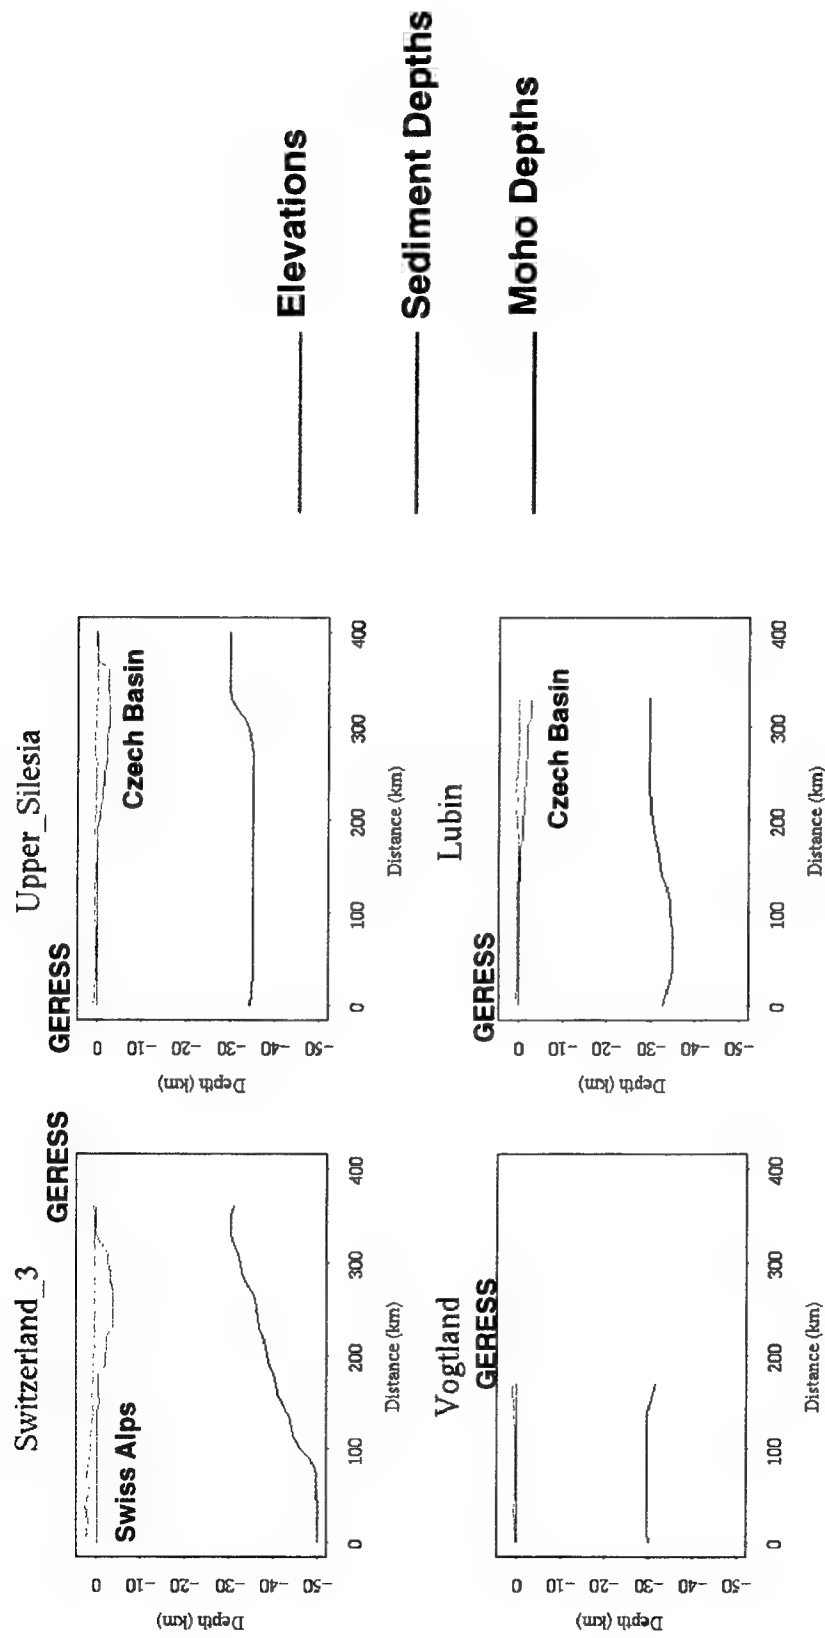 Switzerland_3
GERESS
0
-10
-20
-30
-40
-50
Depth (km)
Swiss Alps
0
100
200
300
400
Distance (km)
Upper_Silesia
GERESS
0
-10
-20
-30
-40
-50
Depth (km)
Czech Basin
0
100
200
300
400
Distance (km)
Vogtland
GERESS
0
-10
-20
-30
-40
-50
Depth (km)
0
100
200
300
400
Distance (km)
Lubin
GERESS
0
-10
-20
-30
-40
-50
Depth (km)
Czech Basin
0
100
200
300
400
Distance (km)
Elevations
Sediment Depths
Moho Depths